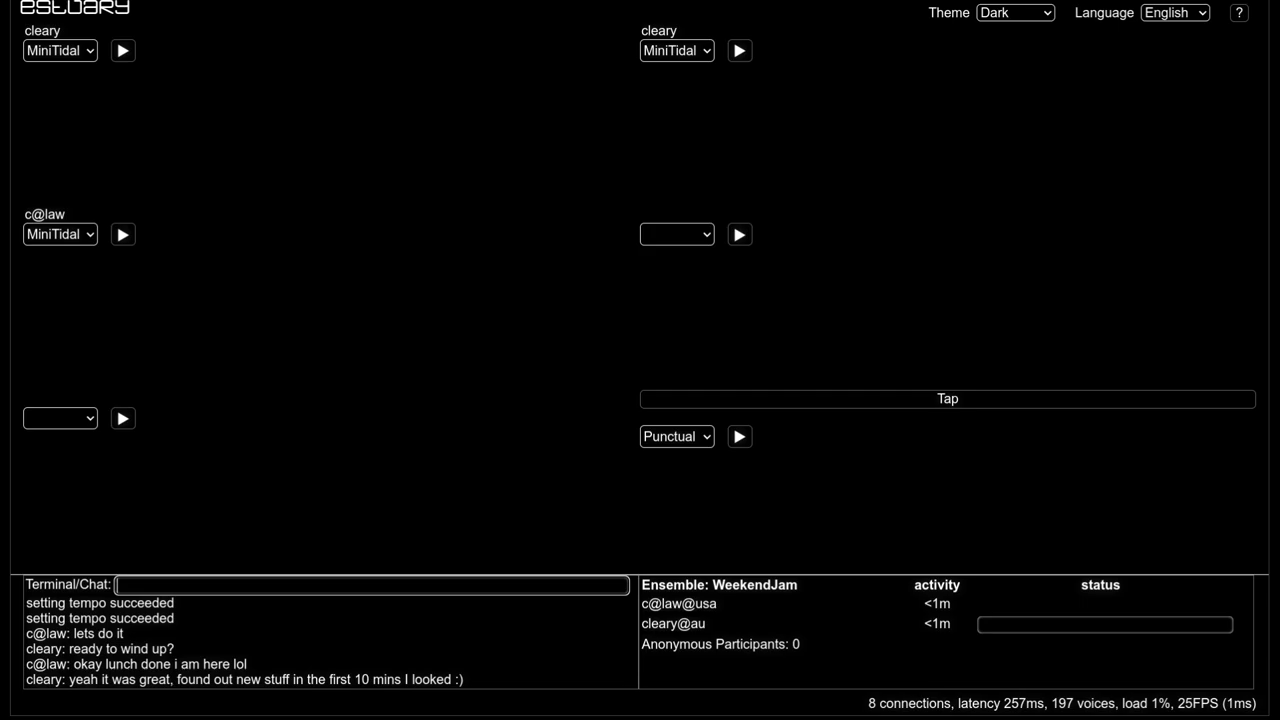 estuary
Theme Dark Language English ?
cleary
MiniTidal
cleary
MiniTidal
c@law
MiniTidal
Tap
Punctual
Terminal/Chat:
setting tempo succeeded
setting tempo succeeded
c@law: lets do it
cleary: ready to wind up?
c@law: okay lunch done i am here lol
cleary: yeah it was great, found out new stuff in the first 10 mins I looked :)
Ensemble: WeekendJam activity status
c@law@usa <1m
cleary@au <1m
Anonymous Participants: 0
8 connections, latency 257ms, 197 voices, load 1%, 25FPS (1ms)